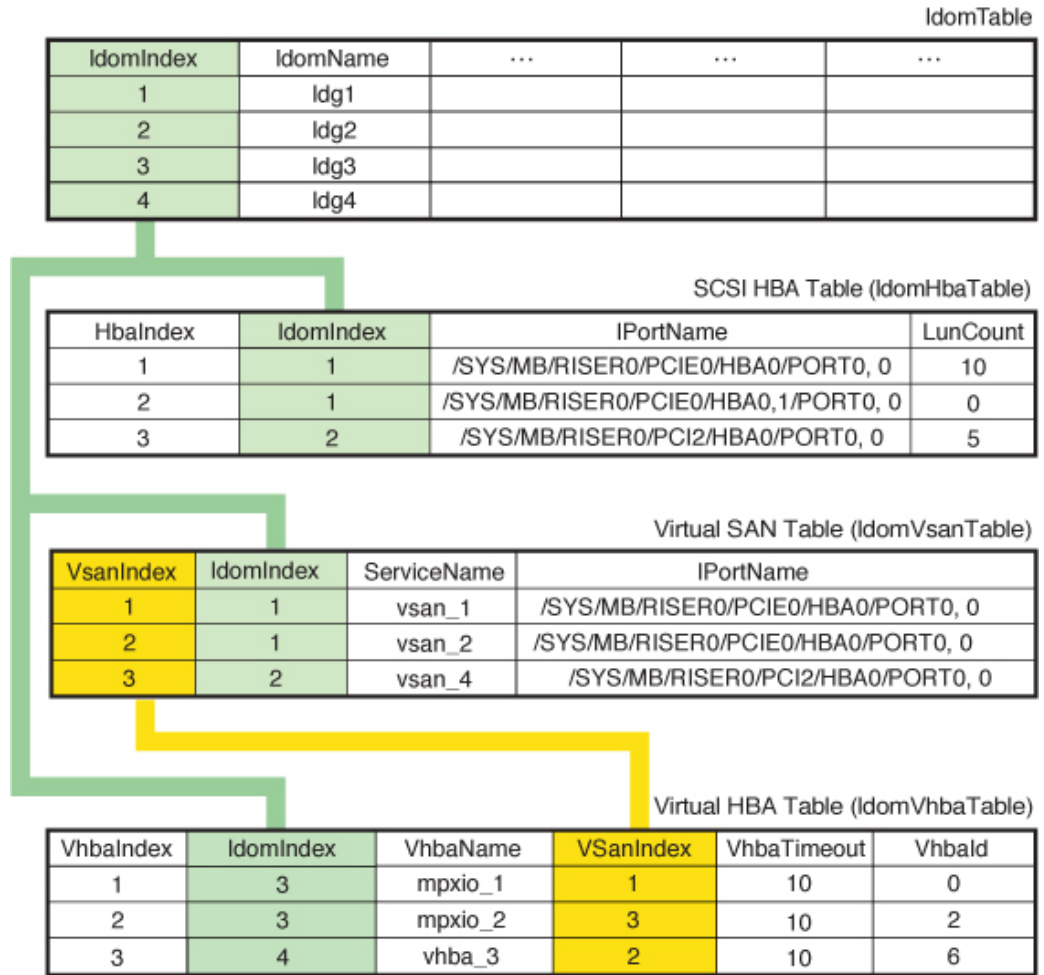 ldomTable
ldomIndex ldomName ... ... ...
1 ldg1
2 ldg2
3 ldg3
4 ldg4
SCSI HBA Table (ldomHbaTable)
HbaIndex ldomIndex IPortName LunCount
1 1 /SYS/MB/RISER0/PCIE0/HBA0/PORT0, 0 10
2 1 /SYS/MB/RISER0/PCIE0/HBA0,1/PORT0, 0 0
3 2 /SYS/MB/RISER0/PCI2/HBA0/PORT0, 0 5
Virtual SAN Table (ldomVsanTable)
VsanIndex ldomIndex ServiceName IPortName
1 1 vsan_1 /SYS/MB/RISER0/PCIE0/HBA0/PORT0, 0
2 1 vsan_2 /SYS/MB/RISER0/PCIE0/HBA0/PORT0, 0
3 2 vsan_4 /SYS/MB/RISER0/PCI2/HBA0/PORT0, 0
Virtual HBA Table (ldomVhbaTable)
VhbaIndex ldomIndex VhbaName VSanIndex VhbaTimeout VhbaId
1 3 mpxio_1 1 10 0
2 3 mpxio_2 3 10 2
3 4 vhba_3 2 10 6